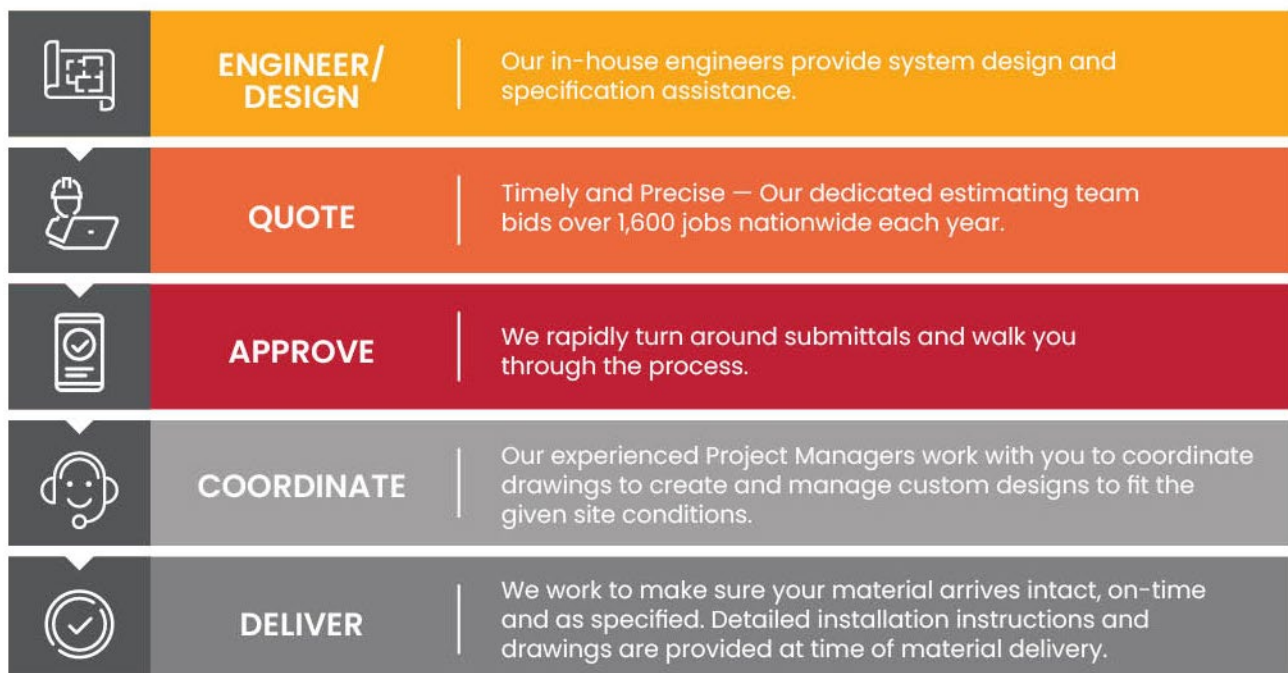 ENGINEER/
DESIGN
Our in-house engineers provide system design and
specification assistance.
QUOTE
Timely and Precise — Our dedicated estimating team
bids over 1,600 jobs nationwide each year.
APPROVE
We rapidly turn around submittals and walk you
through the process.
COORDINATE
Our experienced Project Managers work with you to coordinate
drawings to create and manage custom designs to fit the
given site conditions.
DELIVER
We work to make sure your material arrives intact, on-time
and as specified. Detailed installation instructions and
drawings are provided at time of material delivery.